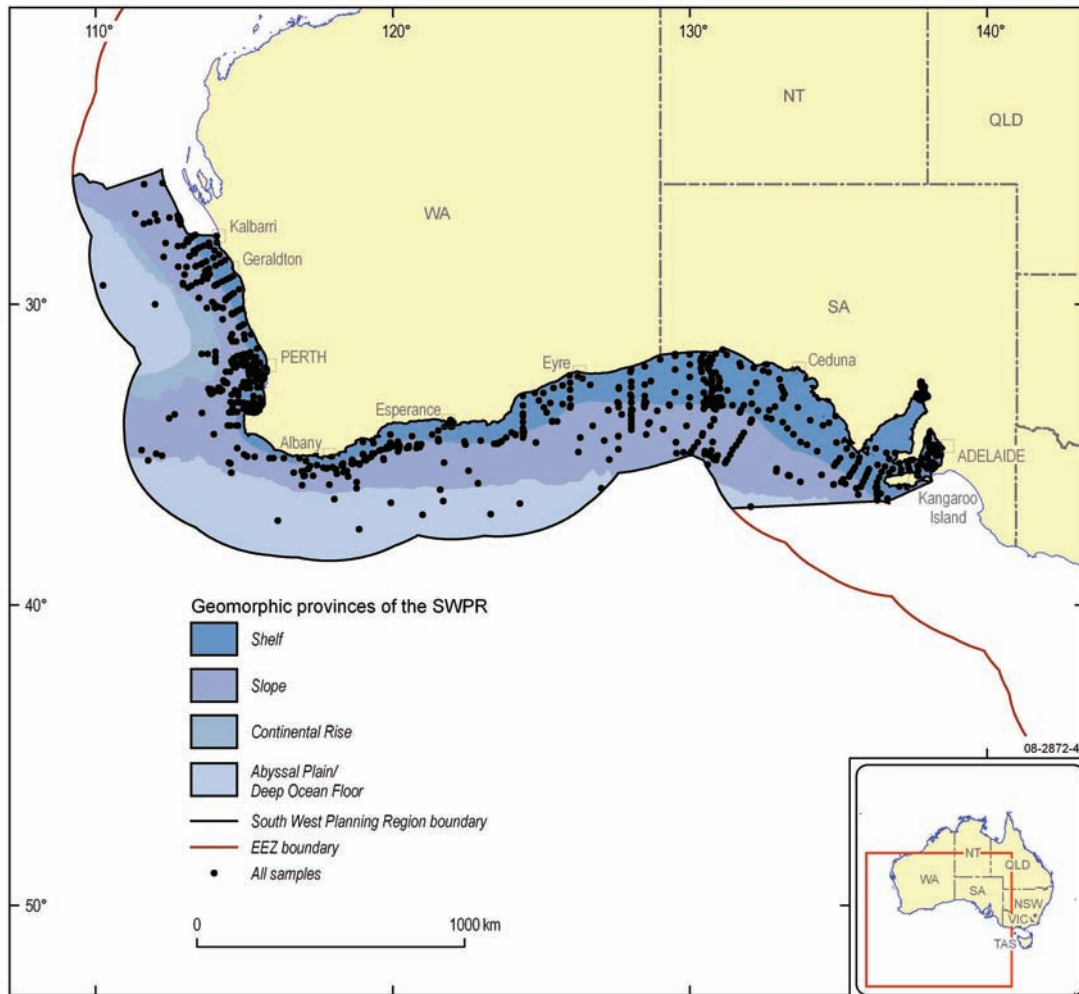 110°
120°
130°
140°
NT
QLD
WA
Kalbarri
Geraldton
30°
30°
SA
PERTH
Eyre
Ceduna
Esperance
Albany
ADELAIDE
Kangaroo
Island
40°
40°
Geomorphic provinces of the SWPR
Shelf
Slope
Continental Rise
Abyssal Plain/
Deep Ocean Floor
South West Planning Region boundary
EEZ boundary
All samples
0
1000 km
50°
50°
08-2872-4
NT
QLD
WA
SA
NSW
VIC
TAS